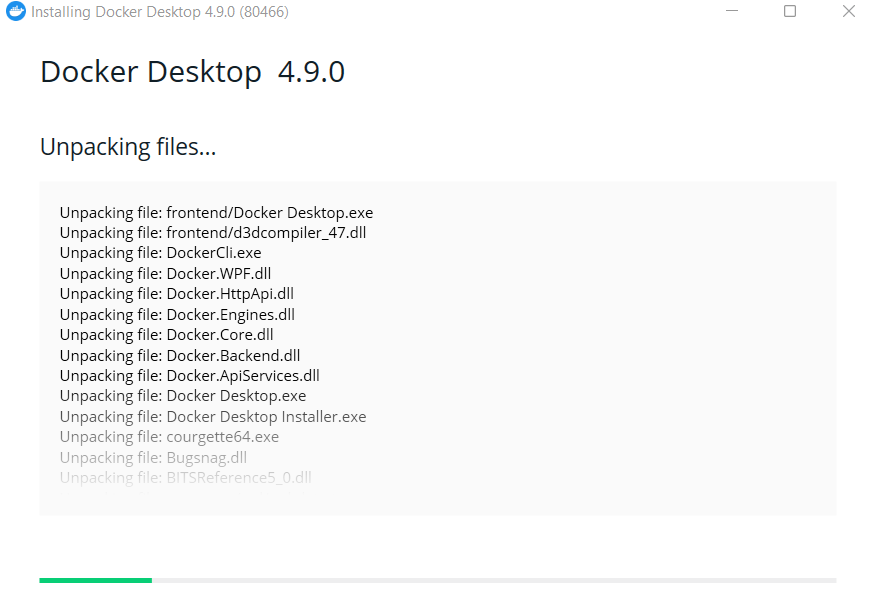 Installing Docker Desktop 4.9.0 (80466)
Docker Desktop 4.9.0
Unpacking files...
Unpacking file: frontend/Docker Desktop.exe
Unpacking file: frontend/d3dcompiler_47.dll
Unpacking file: DockerCli.exe
Unpacking file: Docker.WPF.dll
Unpacking file: Docker.HttpApi.dll
Unpacking file: Docker.Engines.dll
Unpacking file: Docker.Core.dll
Unpacking file: Docker.Backend.dll
Unpacking file: Docker.ApiServices.dll
Unpacking file: Docker Desktop.exe
Unpacking file: Docker Desktop Installer.exe
Unpacking file: courgette64.exe
Unpacking file: Bugsnag.dll
Unpacking file: BITSReference5_0.dll